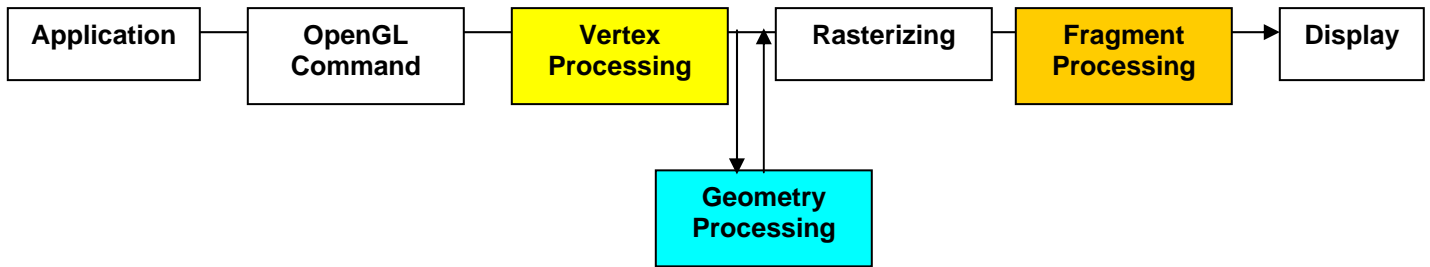 Application
OpenGL
Command
Vertex
Processing
Rasterizing
Fragment
Processing
Display
Geometry
Processing